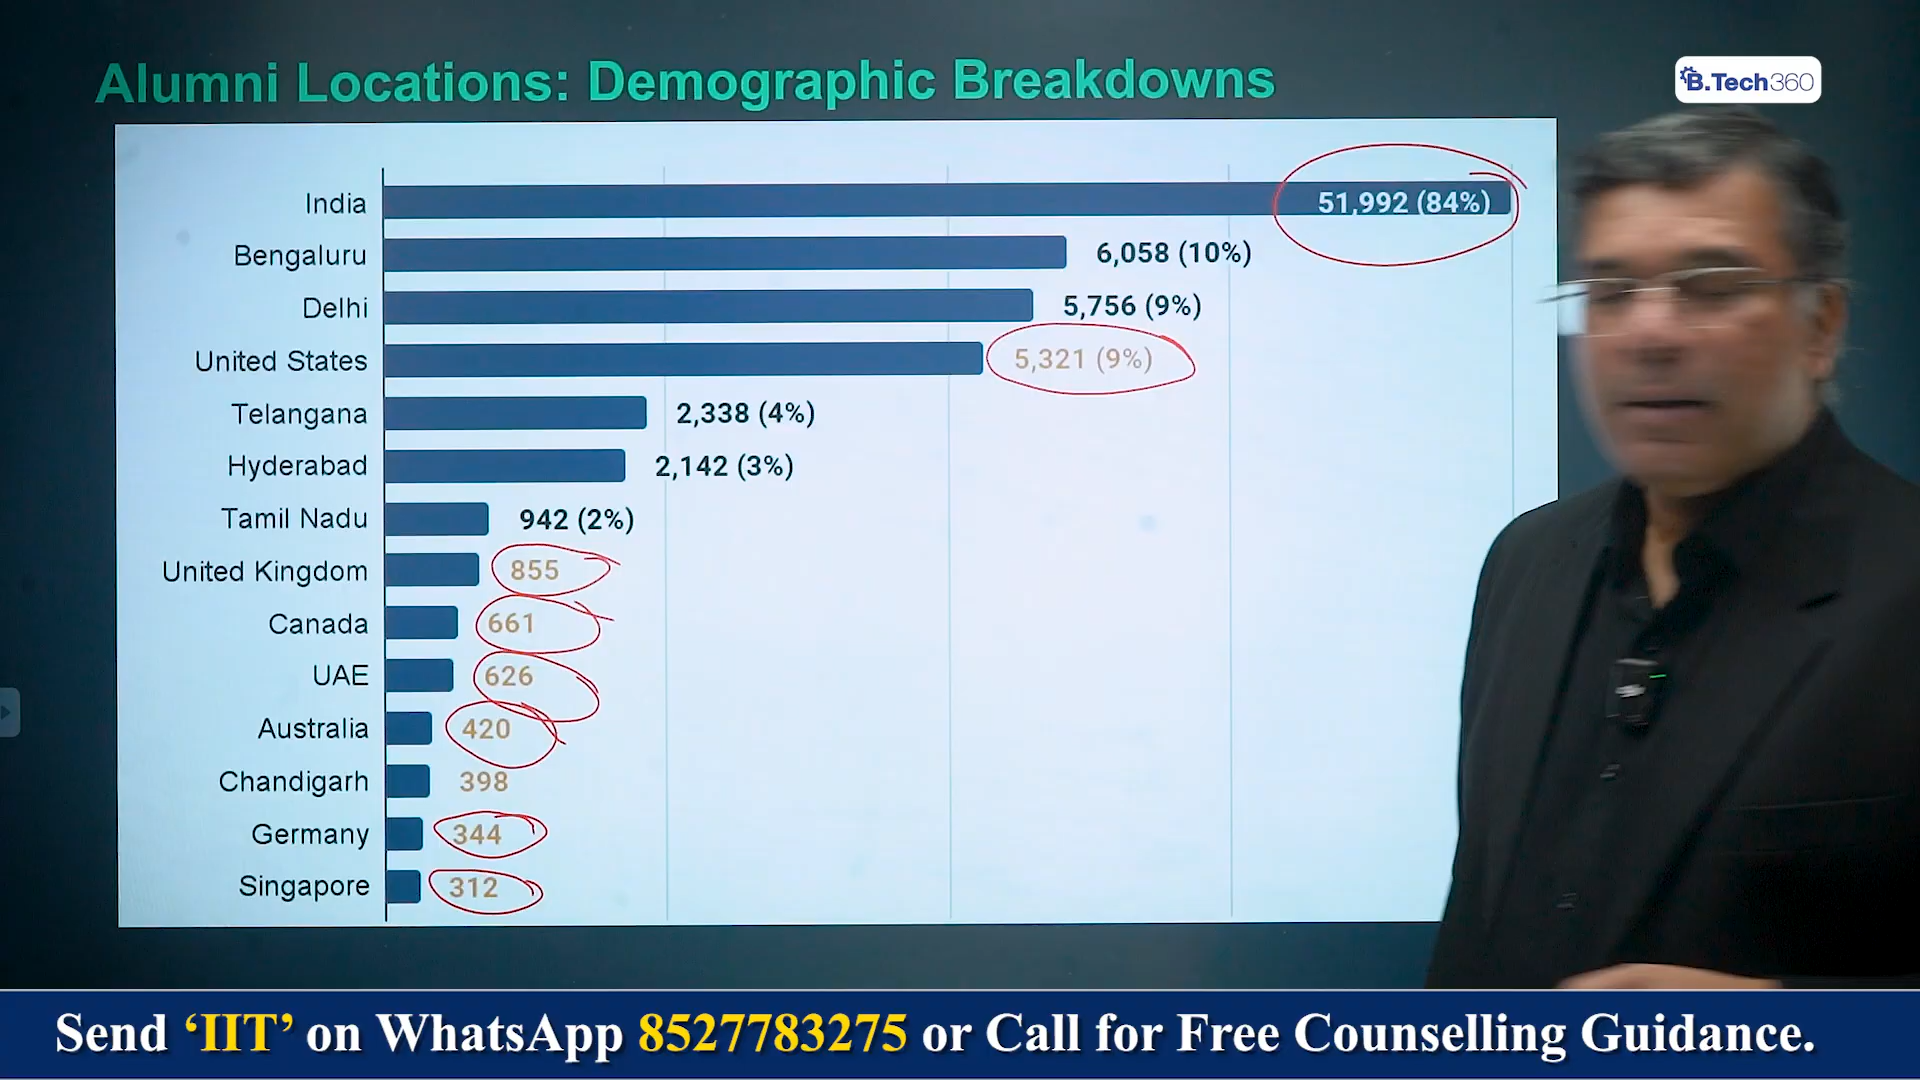 Alumni Locations: Demographic Breakdowns
B.Tech360
India 51,992 (84%)
Bengaluru 6,058 (10%)
Delhi 5,756 (9%)
United States 5,321 (9%)
Telangana 2,338 (4%)
Hyderabad 2,142 (3%)
Tamil Nadu 942 (2%)
United Kingdom 855
Canada 661
UAE 626
Australia 420
Chandigarh 398
Germany 344
Singapore 312
Send ‘IIT’ on WhatsApp 8527783275 or Call for Free Counselling Guidance.